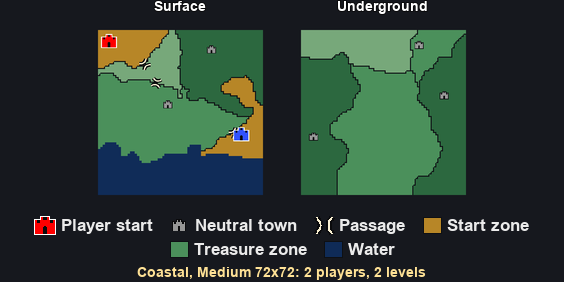 Surface Underground
Player start Neutral town Passage Start zone
Treasure zone Water
Coastal, Medium 72x72: 2 players, 2 levels